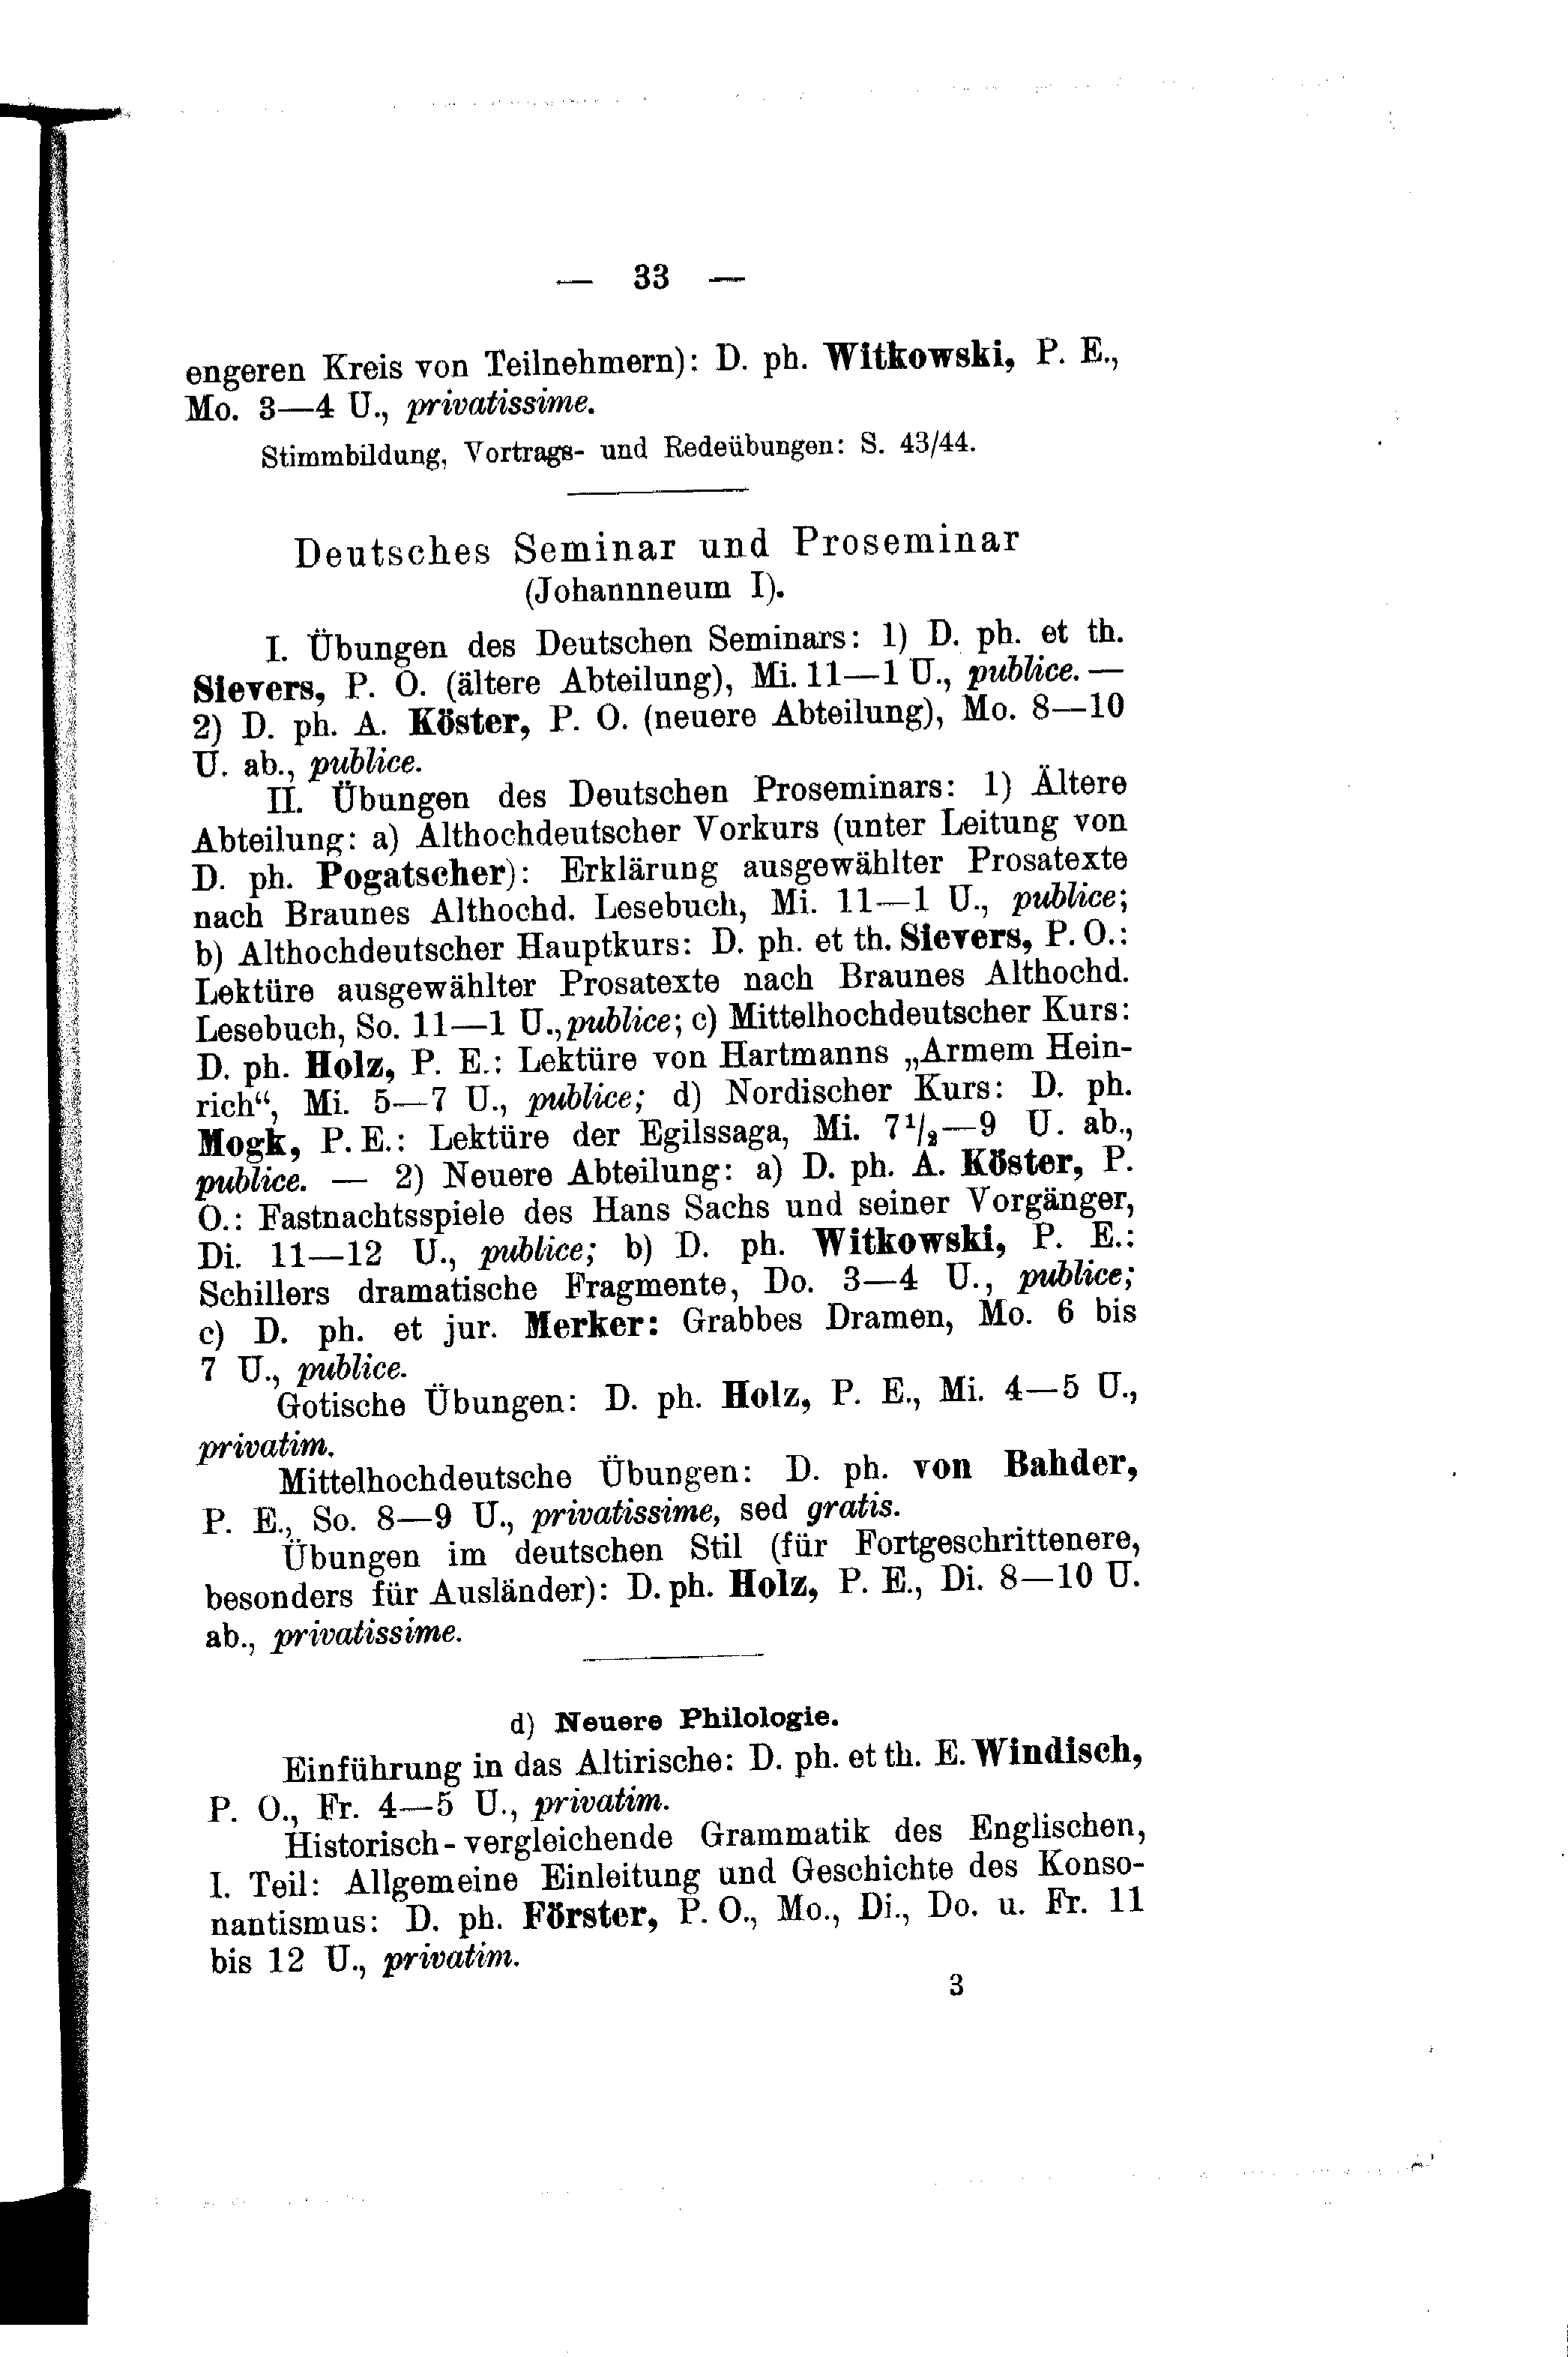 — 33 —
engeren Kreis von Teilnehmern): D. ph. Witkowski, P. E.,
Mo. 3—4 U., privatissime.
Stimmbildung, Vortrags- und Redeübungen: S. 43/44.
Deutsches Seminar und Proseminar
(Johannneum I).
I. Übungen des Deutschen Seminars: 1) D. ph. et th.
Sievers, P. O. (ältere Abteilung), Mi. 11—1 U., publice. —
2) D. ph. A. Köster, P. O. (neuere Abteilung), Mo. 8—10
U. ab., publice.
II. Übungen des Deutschen Proseminars: 1) Ältere
Abteilung: a) Althochdeutscher Vorkurs (unter Leitung von
D. ph. Pogatscher): Erklärung ausgewählter Prosatexte
nach Braunes Althochd. Lesebuch, Mi. 11—1 U., publice;
b) Althochdeutscher Hauptkurs: D. ph. et th. Sievers, P. O.:
Lektüre ausgewählter Prosatexte nach Braunes Althochd.
Lesebuch, So. 11—1 U., publice; c) Mittelhochdeutscher Kurs:
D. ph. Holz, P. E.: Lektüre von Hartmanns „Armem Hein-
rich“, Mi. 5—7 U., publice; d) Nordischer Kurs: D. ph.
Mogk, P. E.: Lektüre der Egilssaga, Mi. 7¹/₂—9 U. ab.,
publice. — 2) Neuere Abteilung: a) D. ph. A. Köster, P.
O.: Fastnachtsspiele des Hans Sachs und seiner Vorgänger,
Di. 11—12 U., publice; b) D. ph. Witkowski, P. E.:
Schillers dramatische Fragmente, Do. 3—4 U., publice;
c) D. ph. et jur. Merker: Grabbes Dramen, Mo. 6 bis
7 U., publice.
Gotische Übungen: D. ph. Holz, P. E., Mi. 4—5 U.,
privatim.
Mittelhochdeutsche Übungen: D. ph. von Bahder,
P. E., So. 8—9 U., privatissime, sed gratis.
Übungen im deutschen Stil (für Fortgeschrittenere,
besonders für Ausländer): D. ph. Holz, P. E., Di. 8—10 U.
ab., privatissime.
d) Neuere Philologie.
Einführung in das Altirische: D. ph. et th. E. Windisch,
P. O., Fr. 4—5 U., privatim.
Historisch-vergleichende Grammatik des Englischen,
I. Teil: Allgemeine Einleitung und Geschichte des Konso-
nantismus: D. ph. Förster, P. O., Mo., Di., Do. u. Fr. 11
bis 12 U., privatim.
3